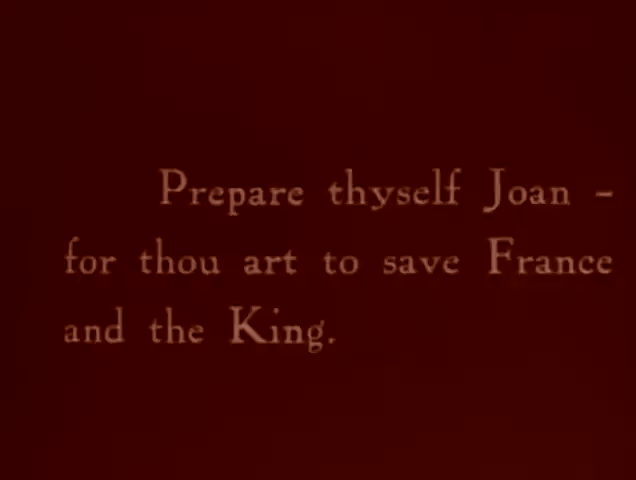 Prepare thyself Joan –
for thou art to save France
and the King.